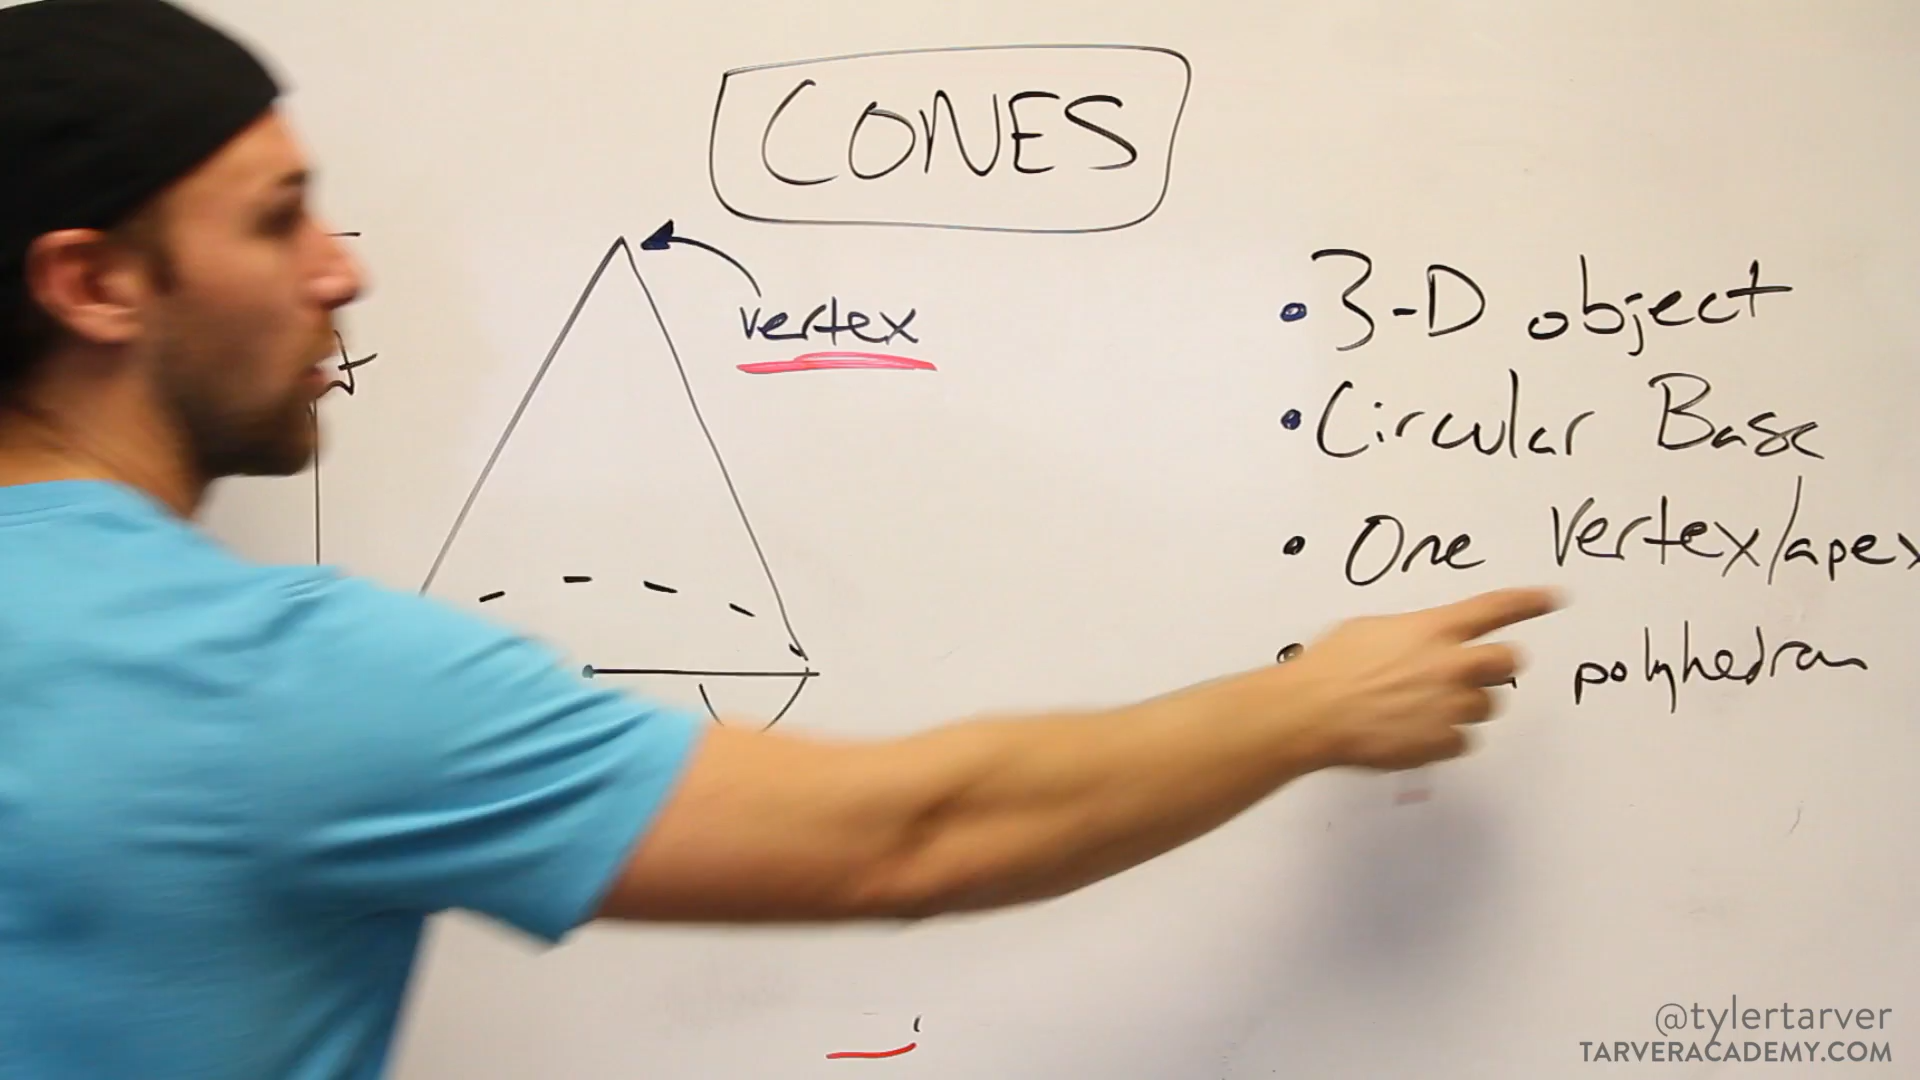 CONES
vertex
• 3-D object
• Circular Base
• One Vertex/apex
• polyhedron
@tylertarver
TARVERACADEMY.COM